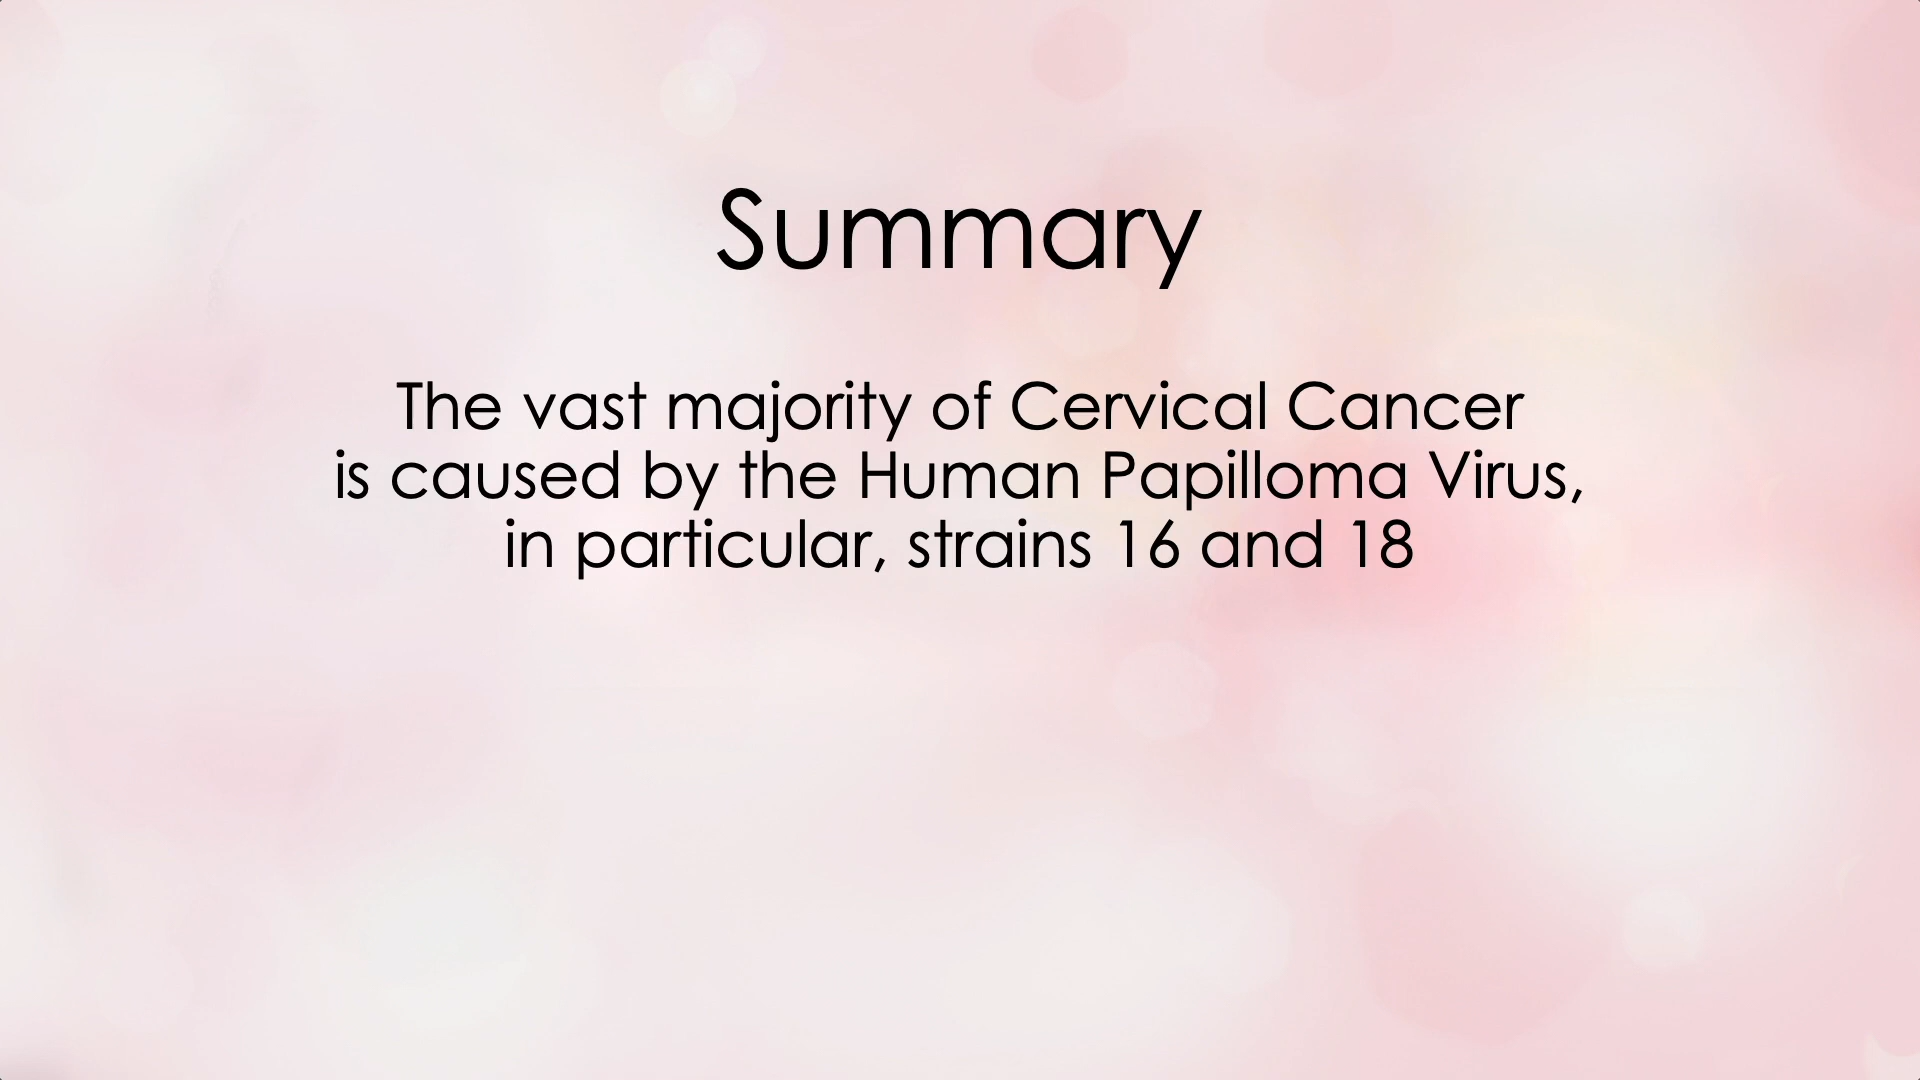 Summary
The vast majority of Cervical Cancer
is caused by the Human Papilloma Virus,
in particular, strains 16 and 18